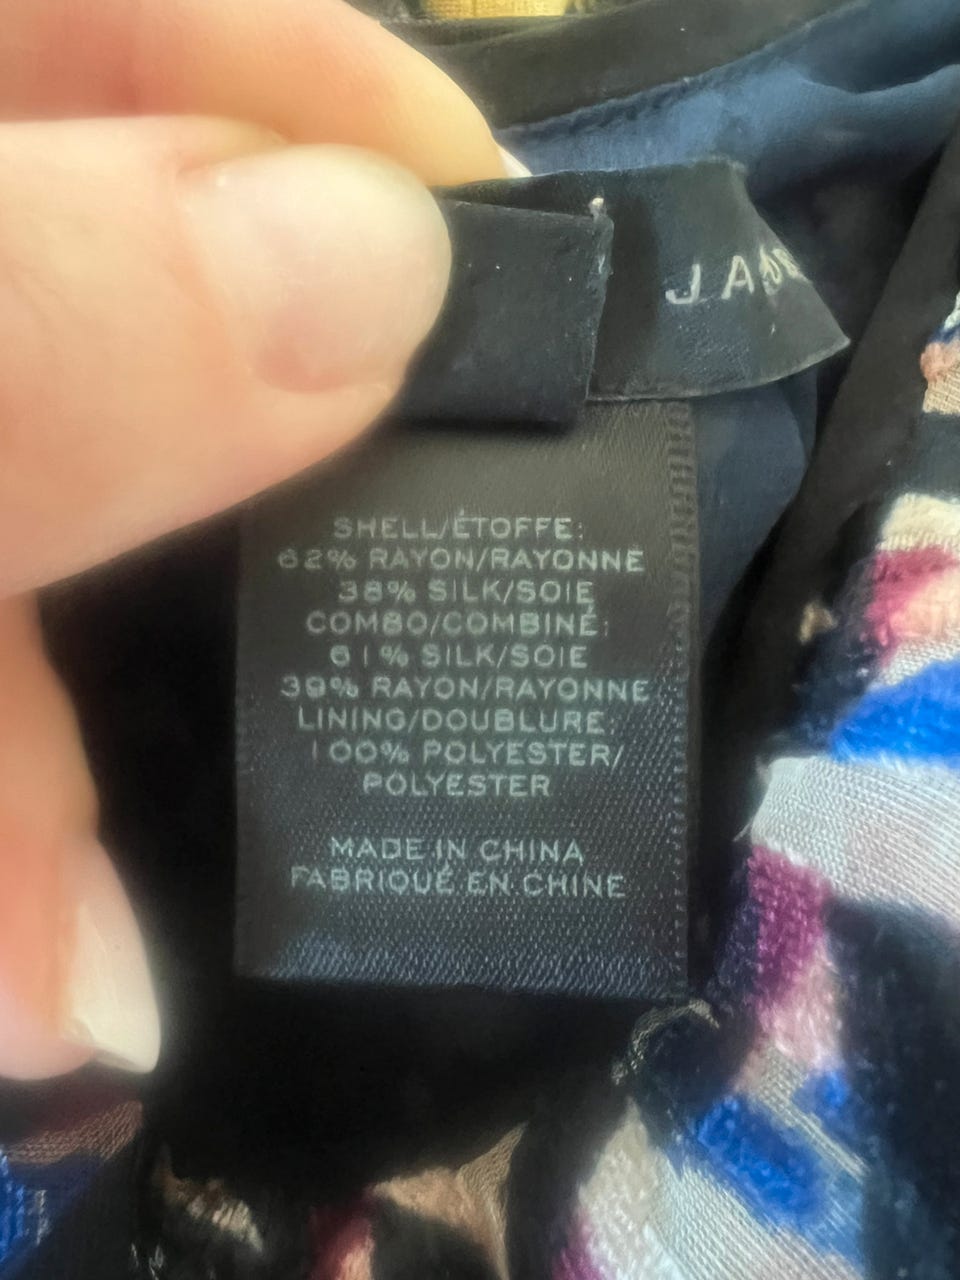 SHELL/ÉTOFFE:
62% RAYON/RAYONNE
38% SILK/SOIE
COMBO/COMBINÉ:
61% SILK/SOIE
39% RAYON/RAYONNE
LINING/DOUBLURE:
100% POLYESTER/
POLYESTER
MADE IN CHINA
FABRIQUÉ EN CHINE